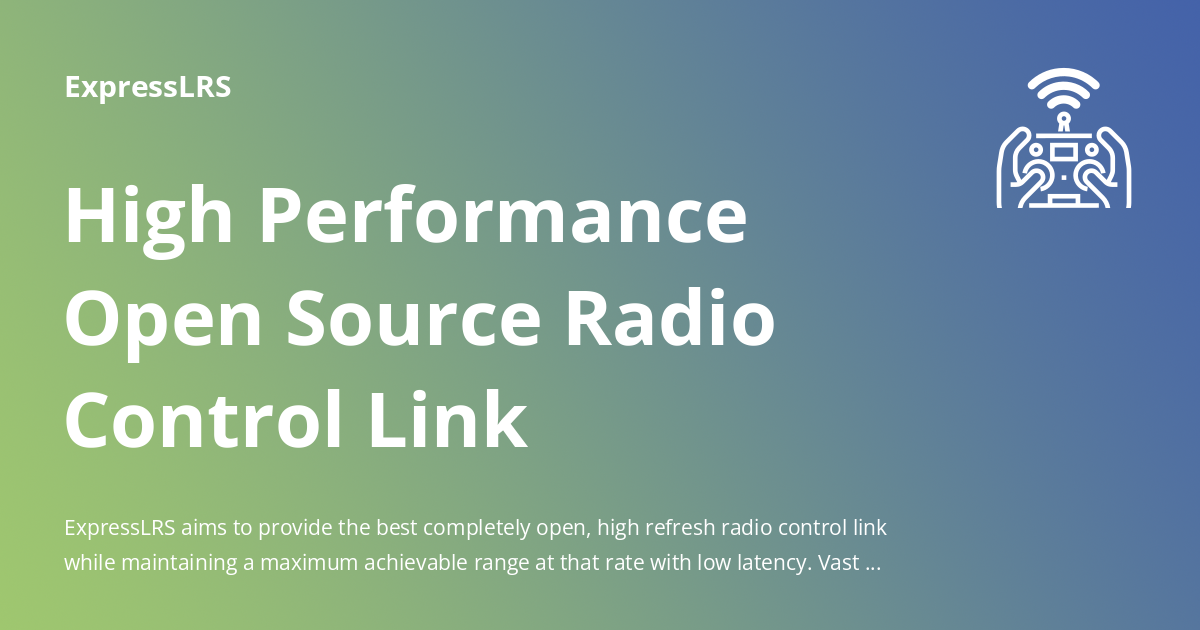 ExpressLRS
High Performance
Open Source Radio
Control Link
ExpressLRS aims to provide the best completely open, high refresh radio control link
while maintaining a maximum achievable range at that rate with low latency. Vast ...